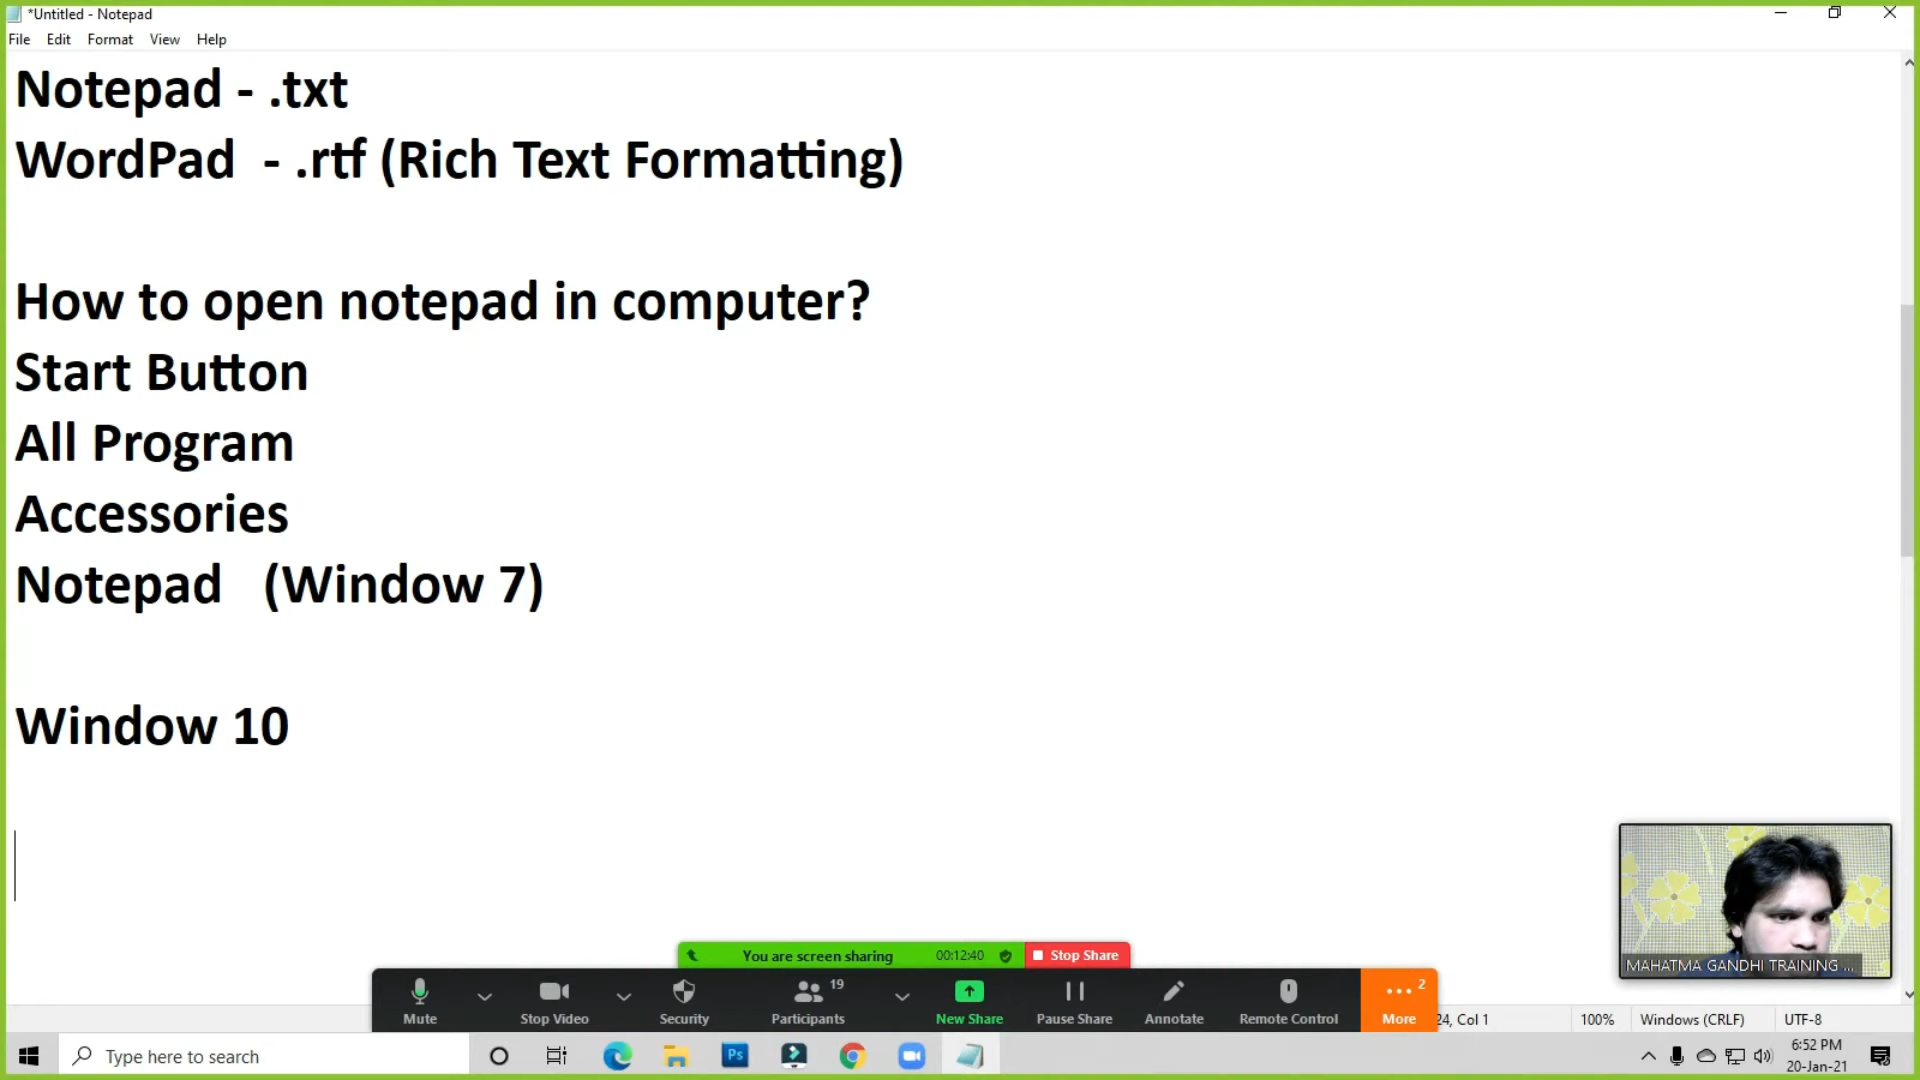 *Untitled - Notepad
File Edit Format View Help
Notepad - .txt
WordPad  - .rtf (Rich Text Formatting)
How to open notepad in computer?
Start Button
All Program
Accessories
Notepad   (Window 7)
Window 10
MAHATMA GANDHI TRAINING ...
You are screen sharing 00:12:40 Stop Share
Mute Stop Video Security Participants 19 New Share Pause Share Annotate Remote Control More 2
24, Col 1 100% Windows (CRLF) UTF-8
Type here to search
Ps
6:52 PM
20-Jan-21